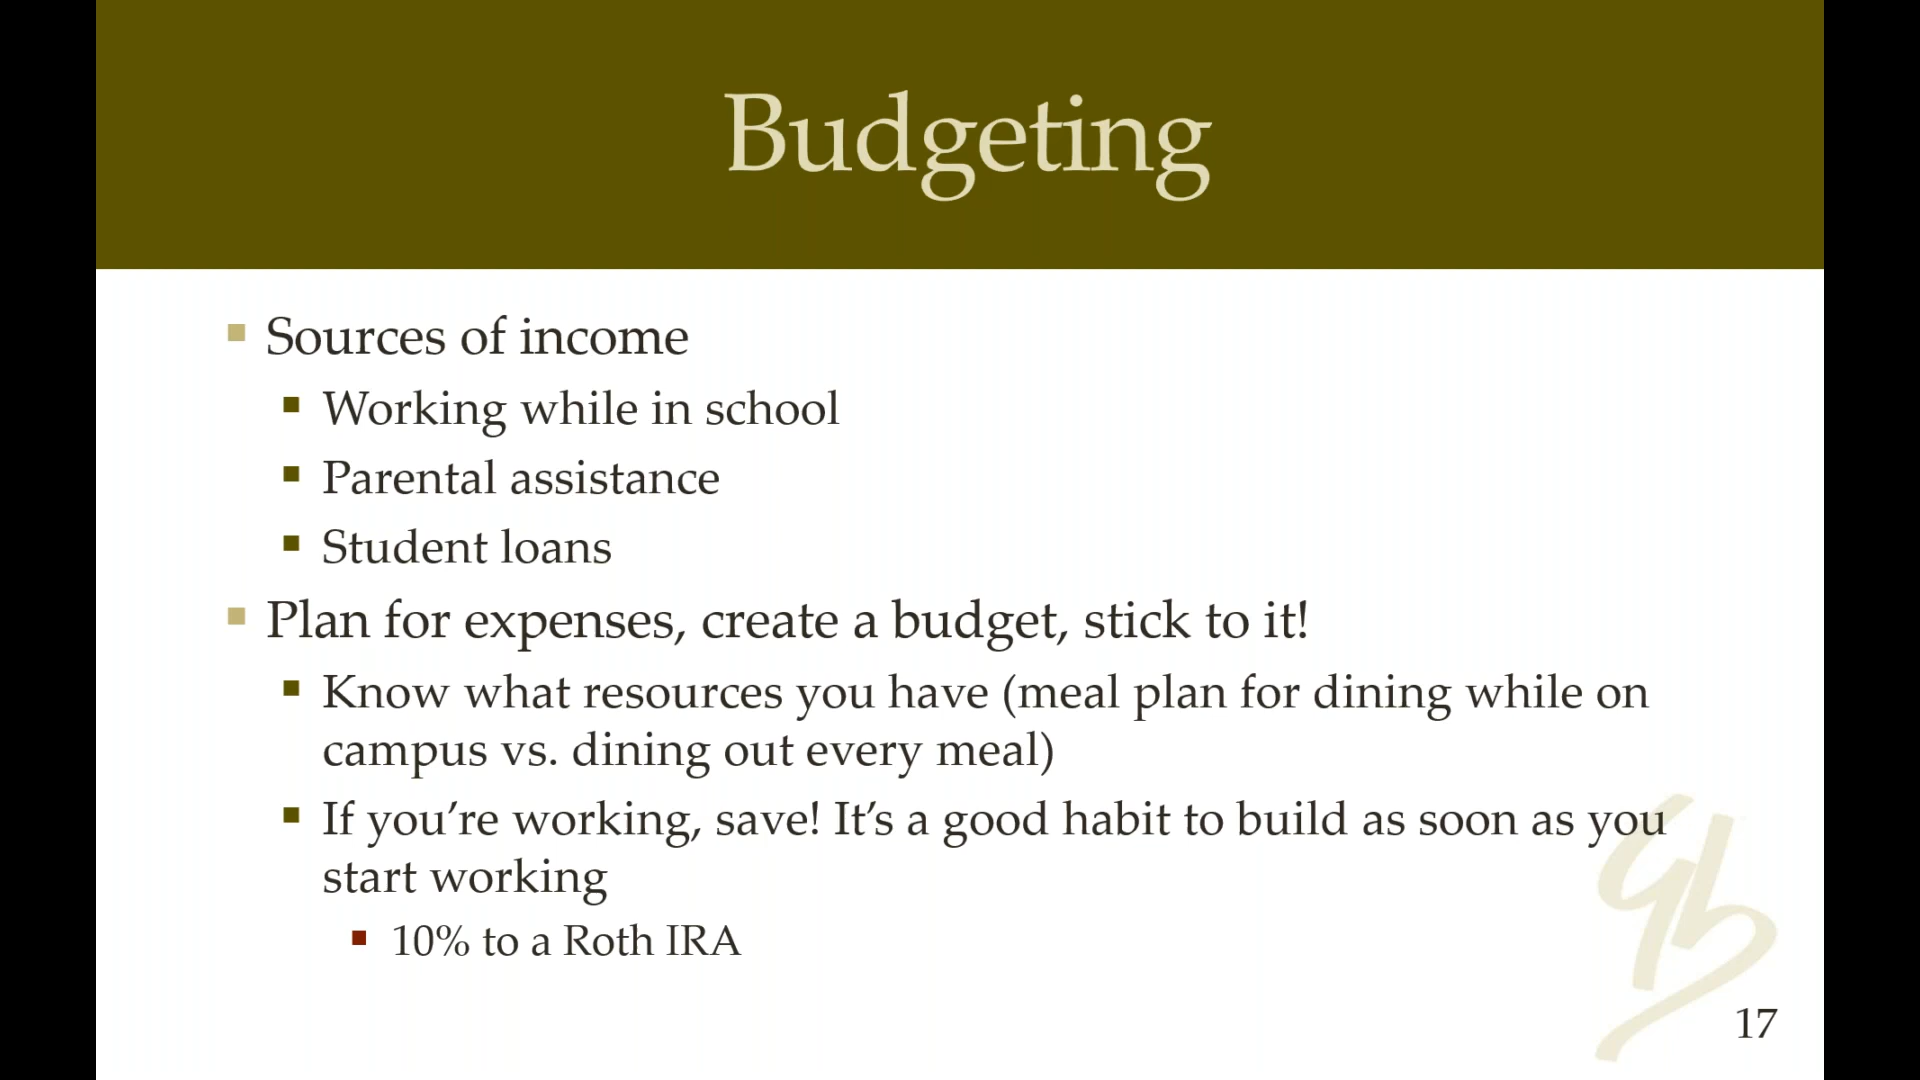 Budgeting
Sources of income
Working while in school
Parental assistance
Student loans
Plan for expenses, create a budget, stick to it!
Know what resources you have (meal plan for dining while on
campus vs. dining out every meal)
If you’re working, save! It’s a good habit to build as soon as you
start working
10% to a Roth IRA
17